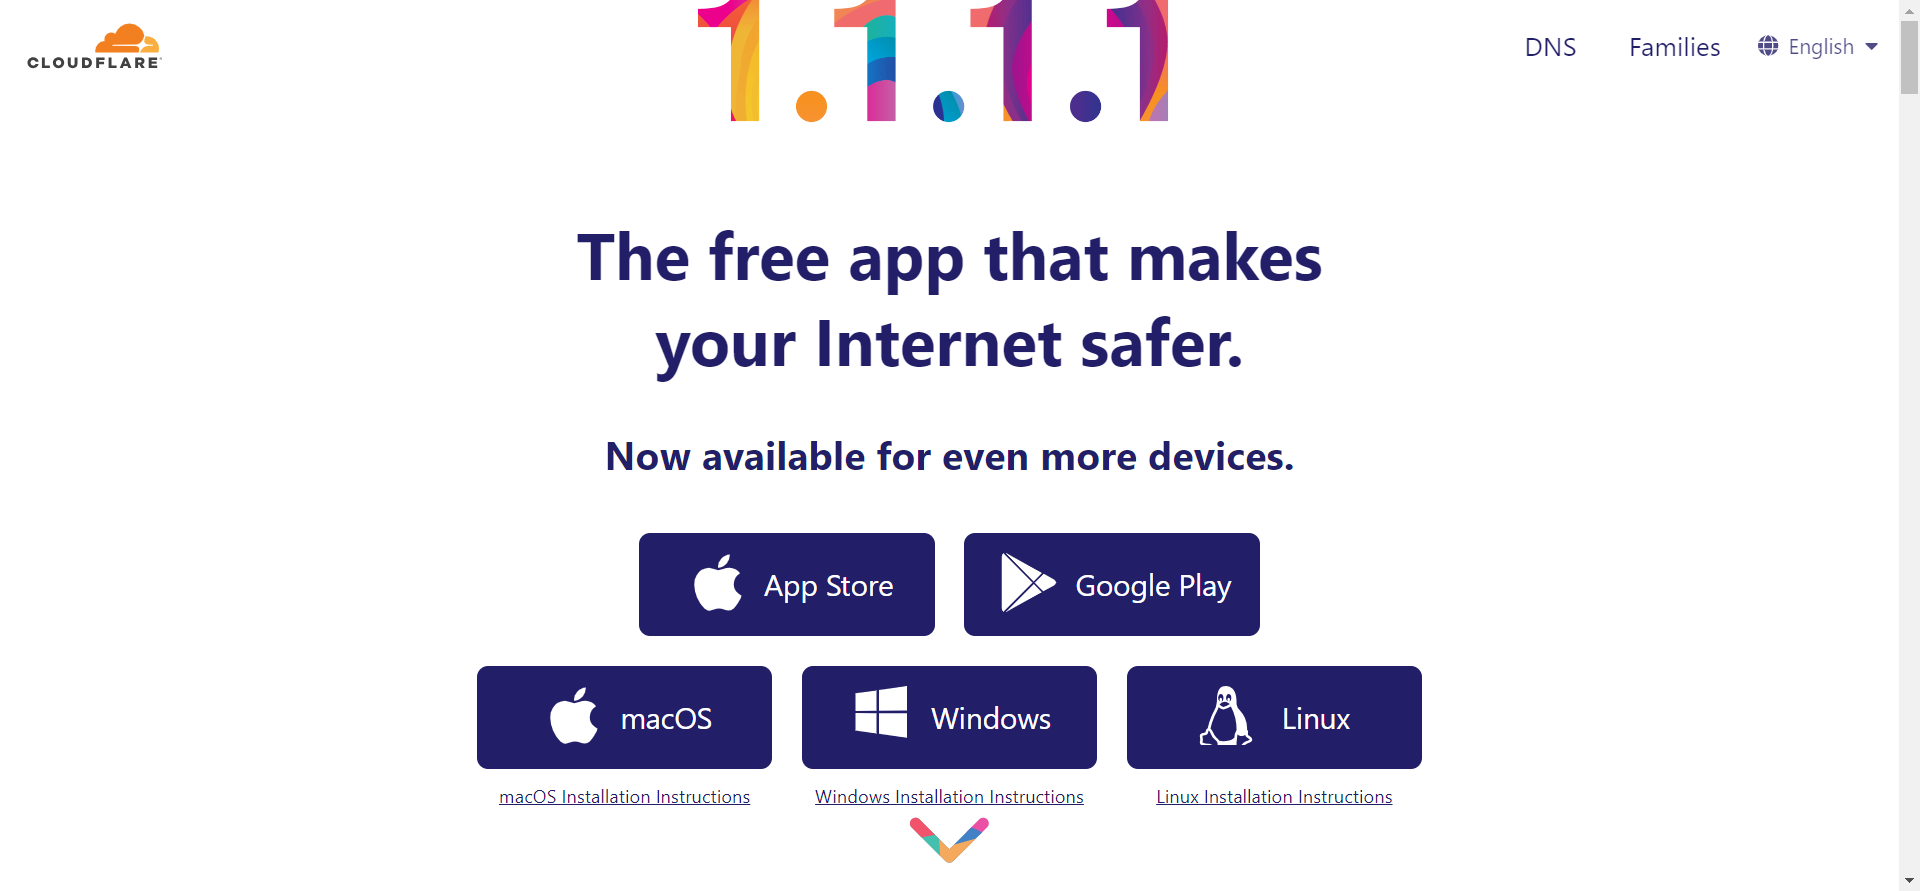 CLOUDFLARE
1.1.1.1
DNS
Families
English
The free app that makes
your Internet safer.
Now available for even more devices.
App Store
Google Play
macOS
Windows
Linux
macOS Installation Instructions
Windows Installation Instructions
Linux Installation Instructions